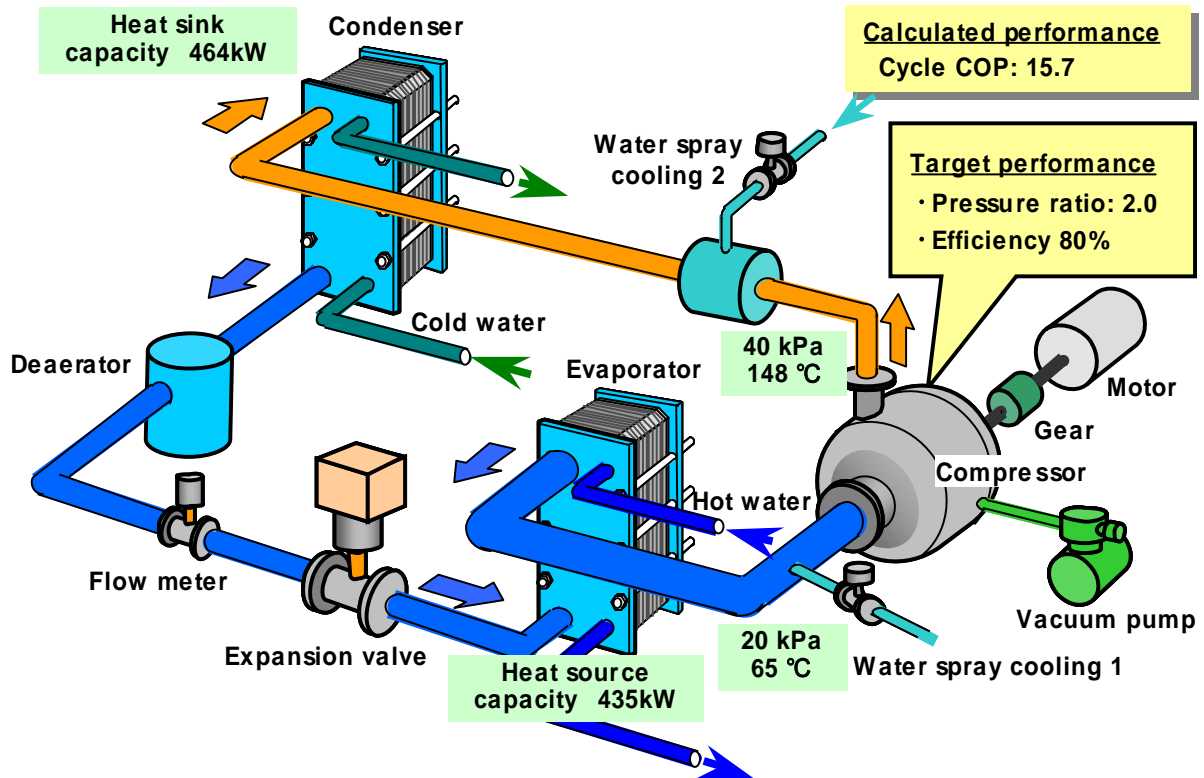 Heat sink
capacity 464kW
Condenser
Calculated performance
Cycle COP: 15.7
Water spray
cooling 2
Target performance
・Pressure ratio: 2.0
・Efficiency 80%
Cold water
Deaerator
Evaporator
40 kPa
148 ℃
Motor
Gear
Compressor
Hot water
Flow meter
Vacuum pump
Expansion valve
20 kPa
65 ℃
Water spray cooling 1
Heat source
capacity 435kW